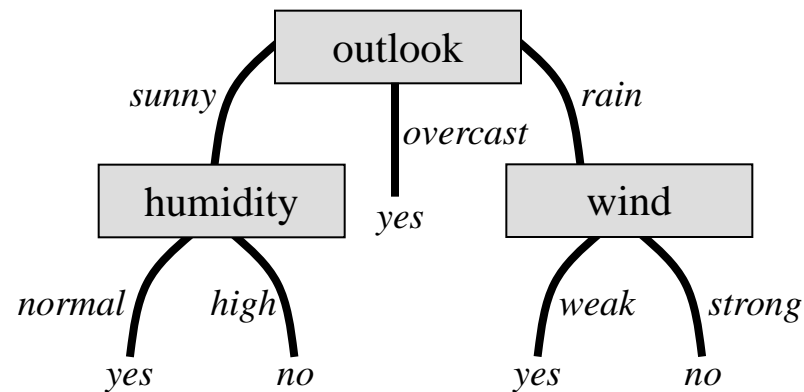 outlook
sunny
rain
overcast
humidity
yes
wind
normal
high
weak
strong
yes
no
yes
no